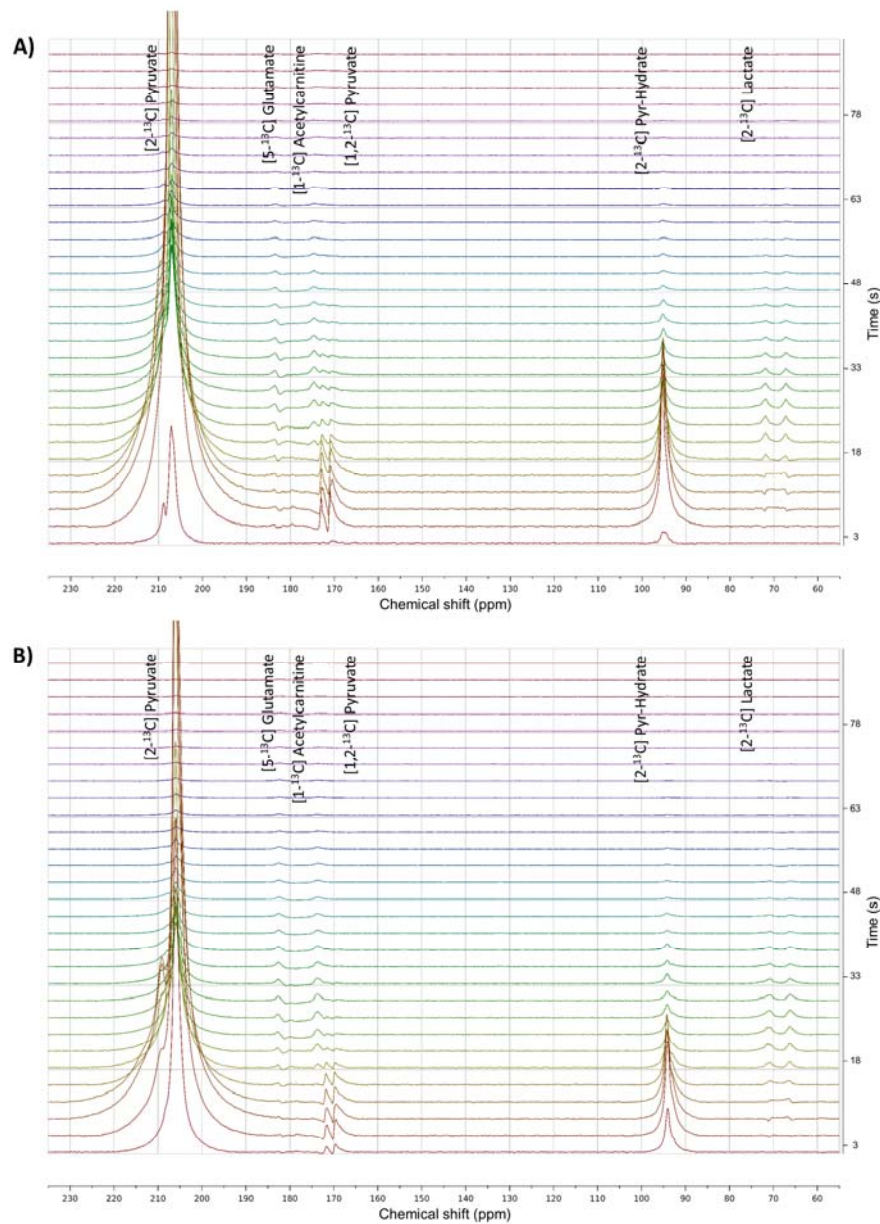 A)
[2-¹³C] Pyruvate
[5-¹³C] Glutamate
[1-¹³C] Acetylcarnitine
[1,2-¹³C] Pyruvate
[2-¹³C] Pyr-Hydrate
[2-¹³C] Lactate
78
63
48
33
18
3
Time (s)
230 220 210 200 190 180 170 160 150 140 130 120 110 100 90 80 70 60
Chemical shift (ppm)
B)
[2-¹³C] Pyruvate
[5-¹³C] Glutamate
[1-¹³C] Acetylcarnitine
[1,2-¹³C] Pyruvate
[2-¹³C] Pyr-Hydrate
[2-¹³C] Lactate
78
63
48
33
18
3
Time (s)
230 220 210 200 190 180 170 160 150 140 130 120 110 100 90 80 70 60
Chemical shift (ppm)